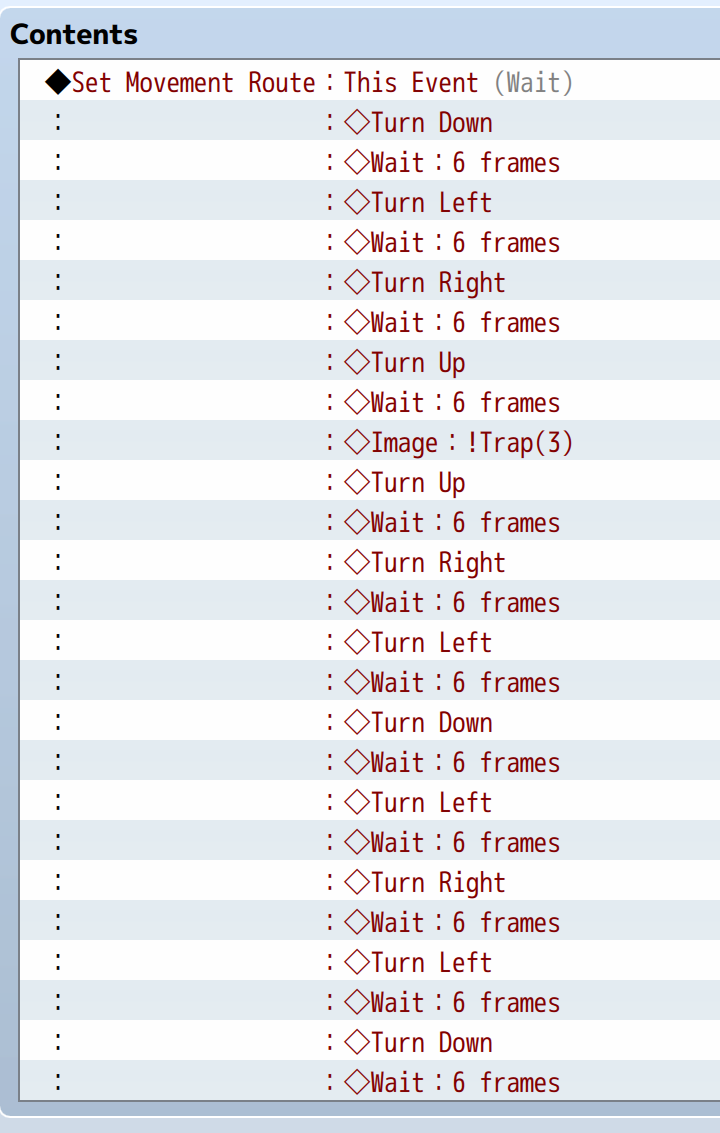 Contents
◆Set Movement Route：This Event (Wait)
： ：◇Turn Down
： ：◇Wait：6 frames
： ：◇Turn Left
： ：◇Wait：6 frames
： ：◇Turn Right
： ：◇Wait：6 frames
： ：◇Turn Up
： ：◇Wait：6 frames
： ：◇Image：!Trap(3)
： ：◇Turn Up
： ：◇Wait：6 frames
： ：◇Turn Right
： ：◇Wait：6 frames
： ：◇Turn Left
： ：◇Wait：6 frames
： ：◇Turn Down
： ：◇Wait：6 frames
： ：◇Turn Left
： ：◇Wait：6 frames
： ：◇Turn Right
： ：◇Wait：6 frames
： ：◇Turn Left
： ：◇Wait：6 frames
： ：◇Turn Down
： ：◇Wait：6 frames